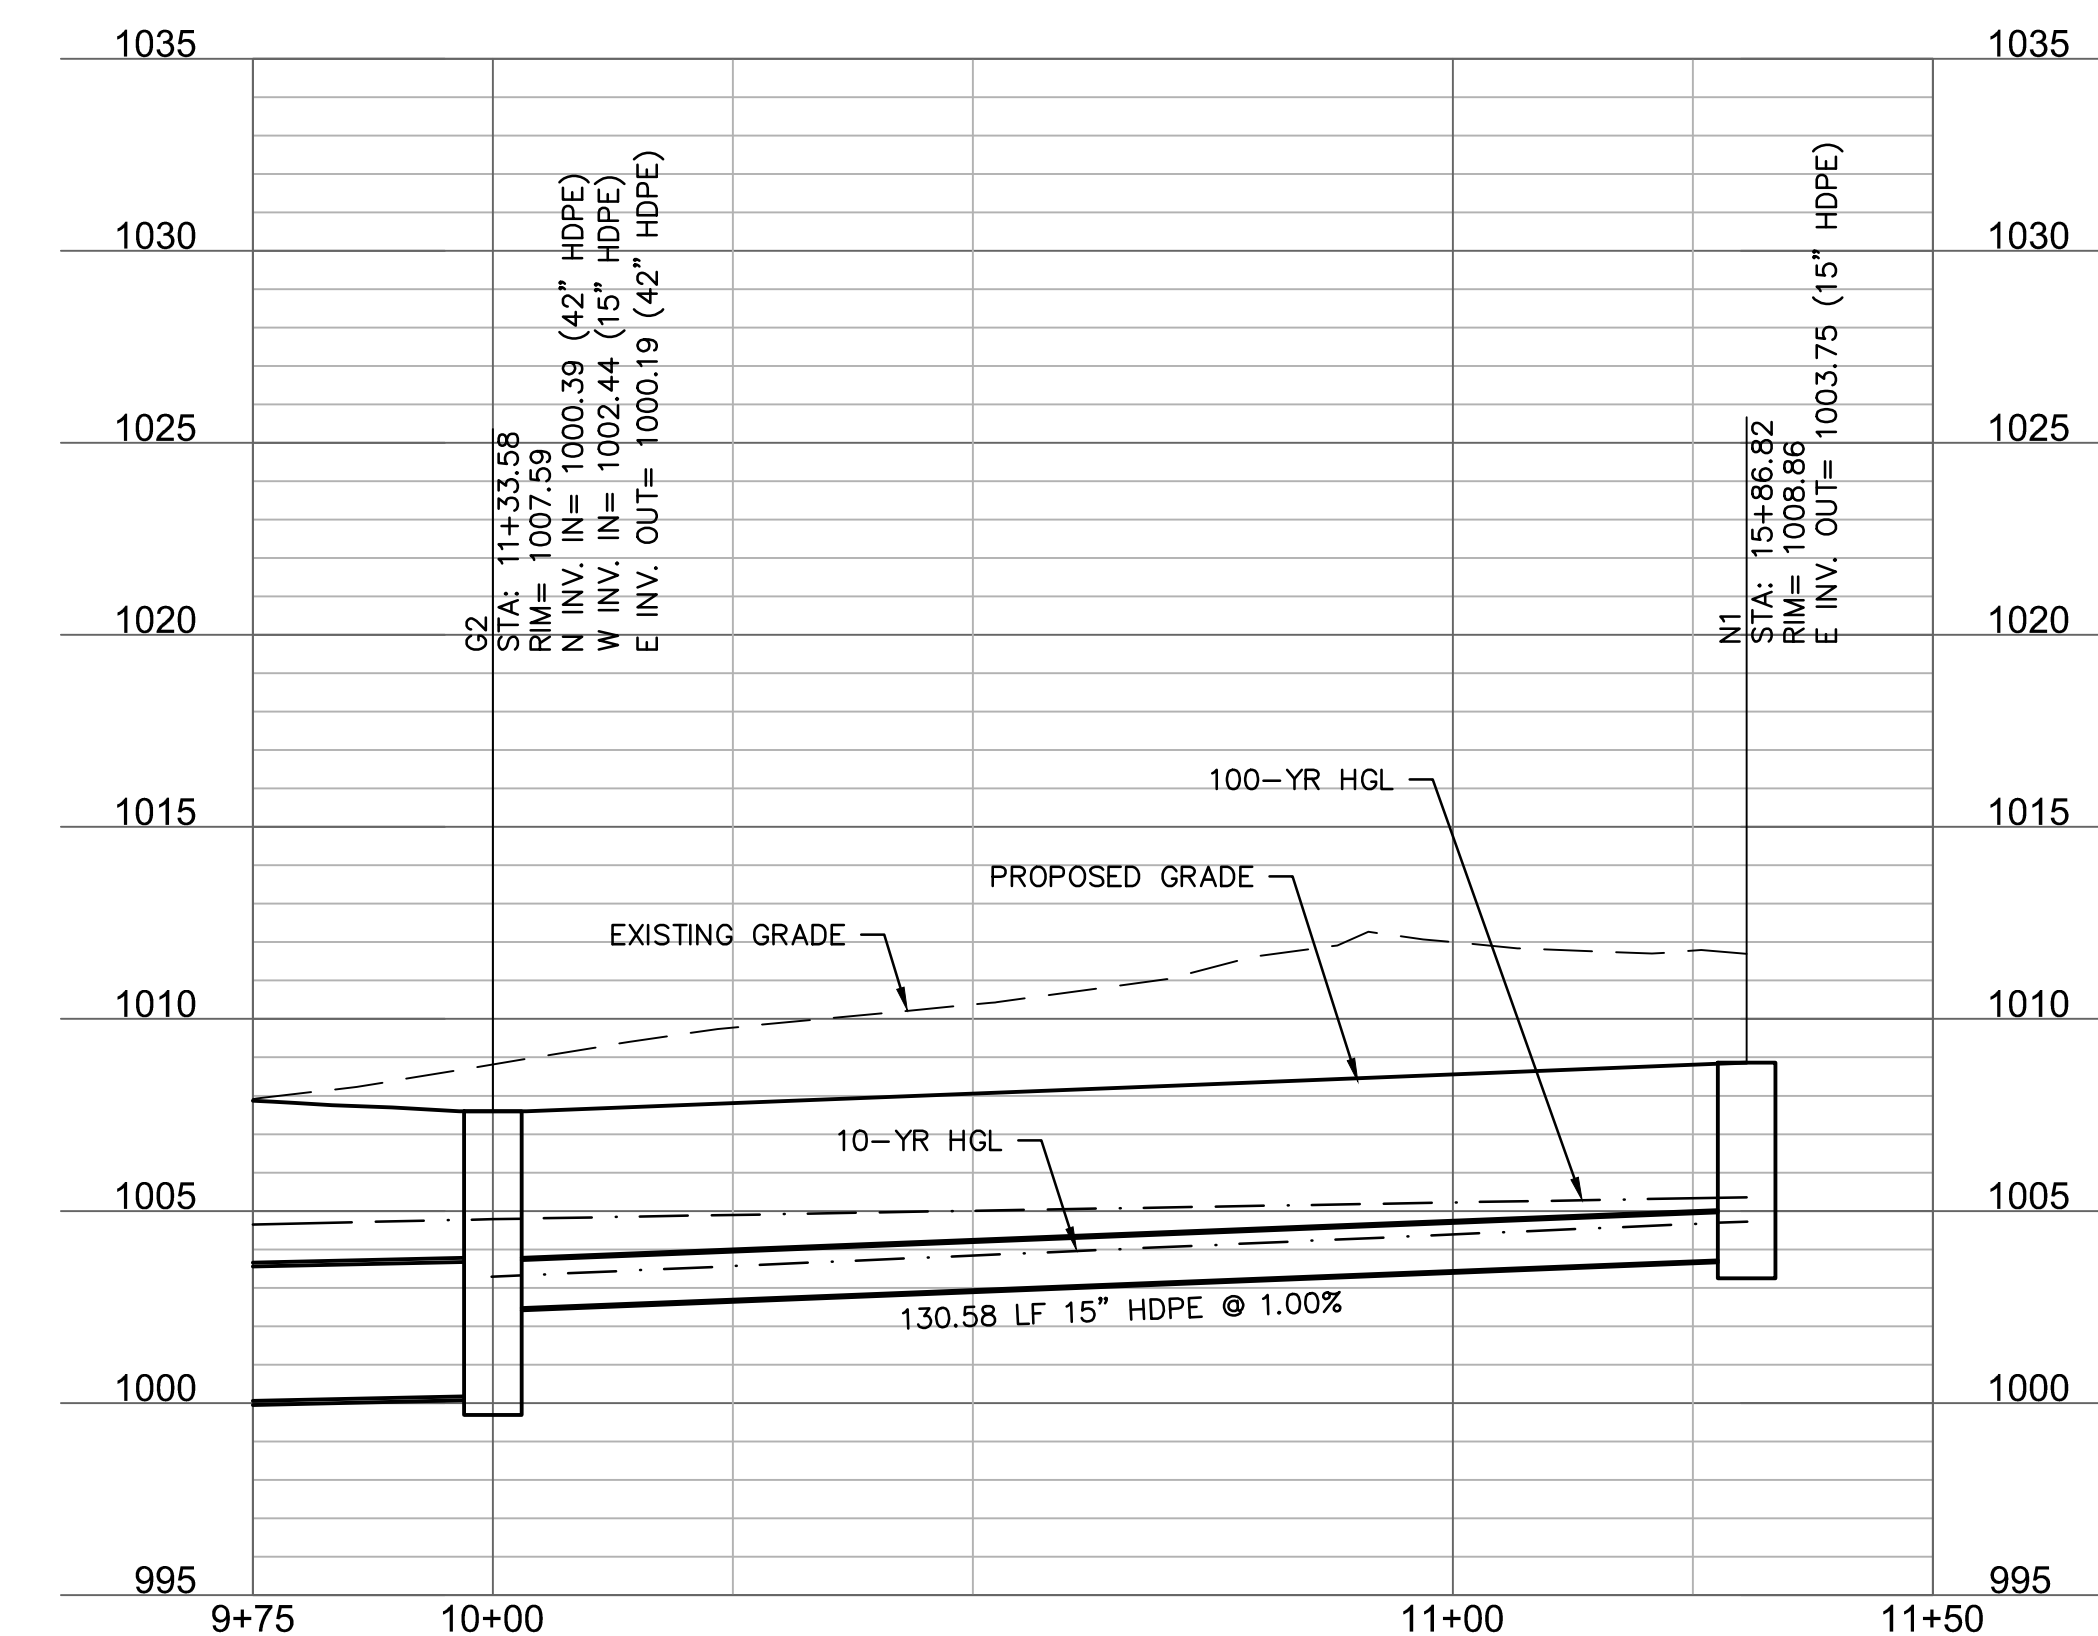 1035 1035
1030 1030
1025 1025
1020 1020
1015 1015
1010 1010
1005 1005
1000 1000
995 995
9+75 10+00 11+00 11+50
G2
STA: 11+33.58
RIM= 1007.59
N INV. IN= 1000.39 (42" HDPE)
W INV. IN= 1002.44 (15" HDPE)
E INV. OUT= 1000.19 (42" HDPE)
N1
STA: 15+86.82
RIM= 1008.86
E INV. OUT= 1003.75 (15" HDPE)
100-YR HGL
PROPOSED GRADE
EXISTING GRADE
10-YR HGL
130.58 LF 15" HDPE @ 1.00%